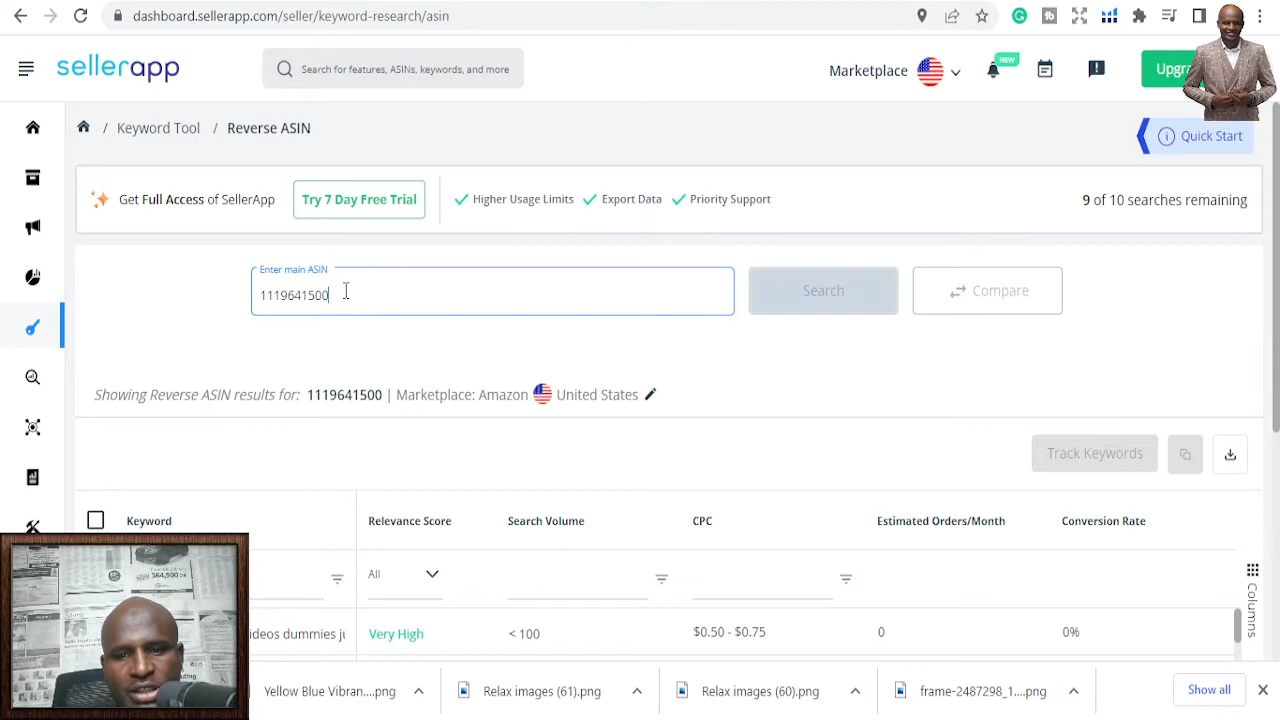 dashboard.sellerapp.com/seller/keyword-research/asin
sellerapp
Search for features, ASINs, keywords, and more
Marketplace
NEW
Upgra
/ Keyword Tool / Reverse ASIN
Quick Start
Get Full Access of SellerApp
Try 7 Day Free Trial
Higher Usage Limits
Export Data
Priority Support
9 of 10 searches remaining
Enter main ASIN
1119641500
Search
Compare
Showing Reverse ASIN results for: 1119641500 | Marketplace: Amazon United States
Track Keywords
Keyword
Relevance Score
Search Volume
CPC
Estimated Orders/Month
Conversion Rate
All
Columns
ideos dummies ju
Very High
< 100
$0.50 - $0.75
0
0%
Yellow Blue Vibran....png
Relax images (61).png
Relax images (60).png
frame-2487298_1....png
Show all